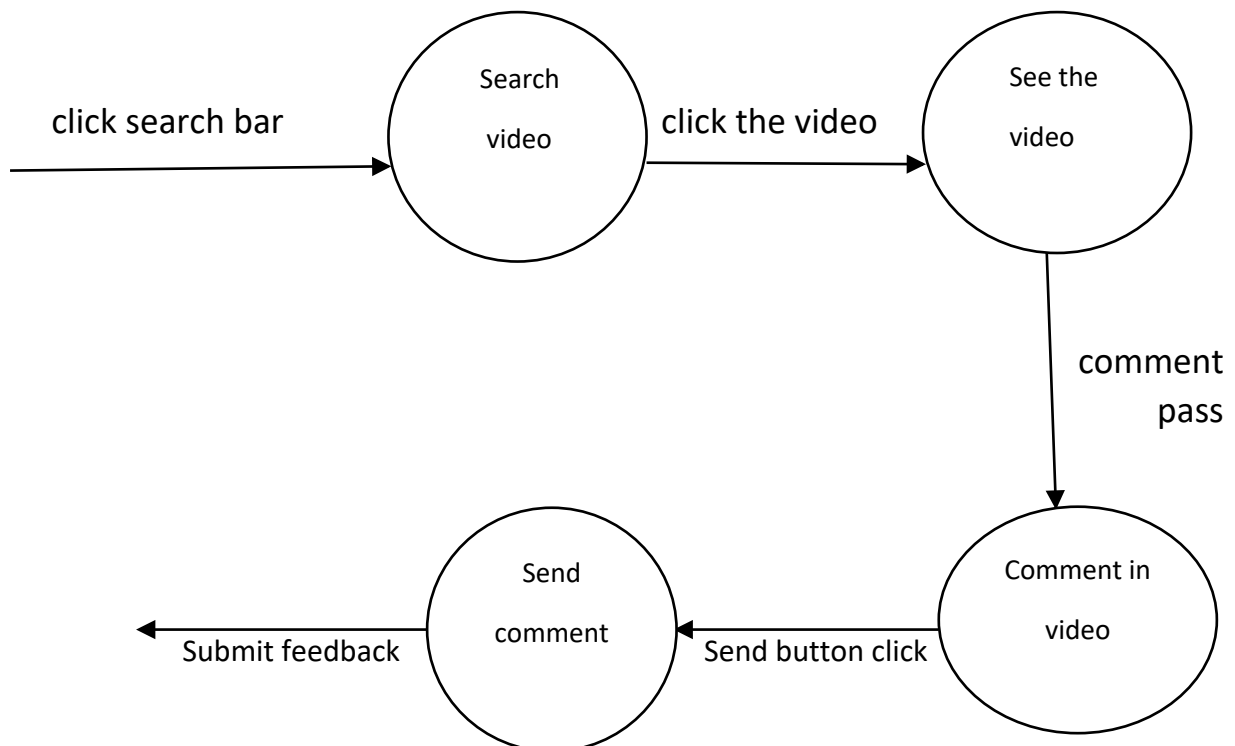 click search bar
Search
video
click the video
See the
video
comment
pass
Comment in
video
Send button click
Send
comment
Submit feedback